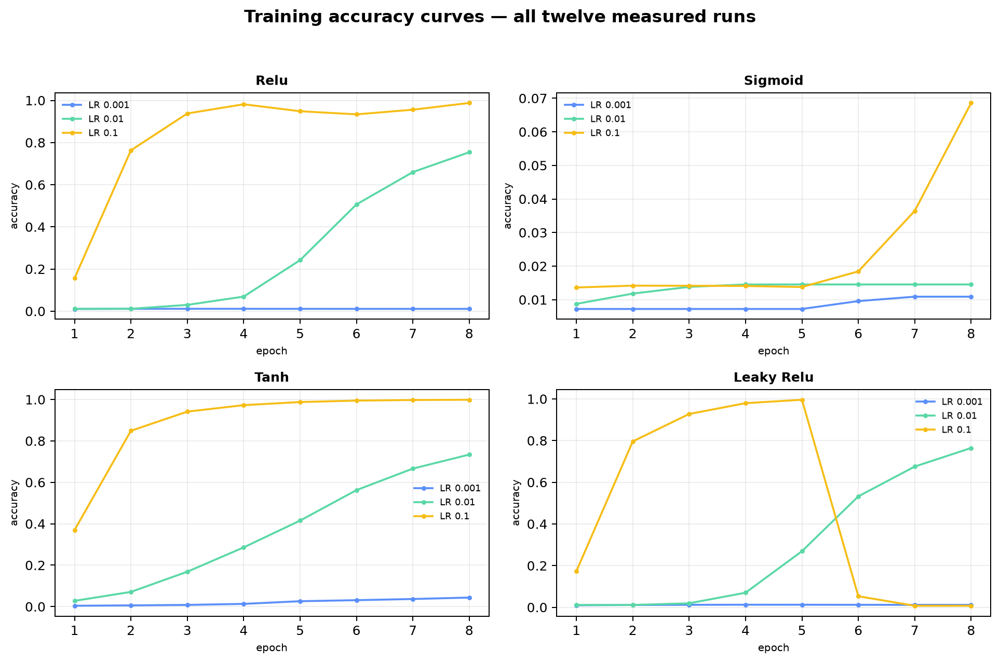 Training accuracy curves — all twelve measured runs
Relu
LR 0.001
LR 0.01
LR 0.1
1.0
0.8
0.6
0.4
0.2
0.0
accuracy
1 2 3 4 5 6 7 8
epoch
Sigmoid
LR 0.001
LR 0.01
LR 0.1
0.07
0.06
0.05
0.04
0.03
0.02
0.01
accuracy
1 2 3 4 5 6 7 8
epoch
Tanh
LR 0.001
LR 0.01
LR 0.1
1.0
0.8
0.6
0.4
0.2
0.0
accuracy
1 2 3 4 5 6 7 8
epoch
Leaky Relu
LR 0.001
LR 0.01
LR 0.1
1.0
0.8
0.6
0.4
0.2
0.0
accuracy
1 2 3 4 5 6 7 8
epoch